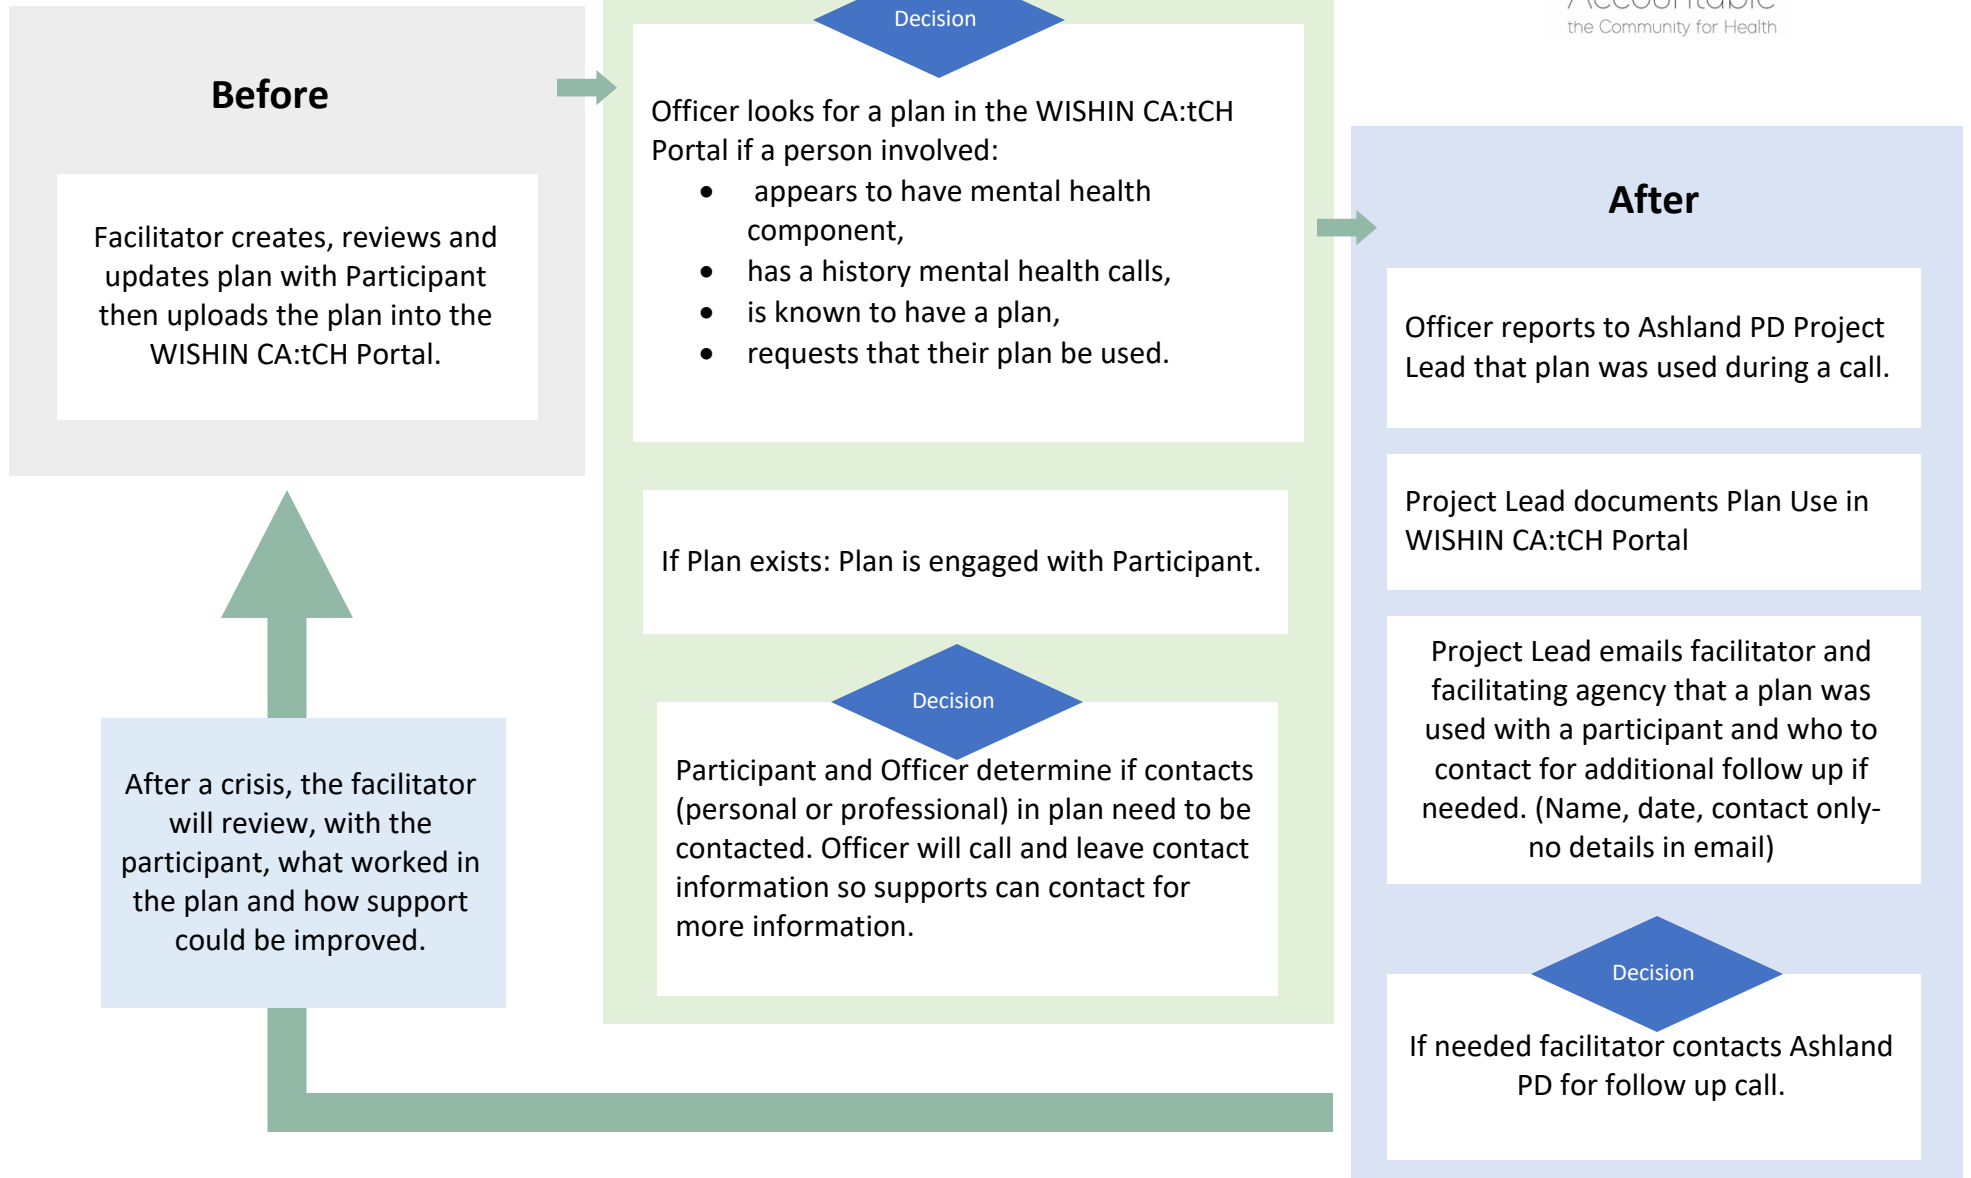 Before
Facilitator creates, reviews and
updates plan with Participant
then uploads the plan into the
WISHIN CA:tCH Portal.
After a crisis, the facilitator
will review, with the
participant, what worked in
the plan and how support
could be improved.
Decision
Officer looks for a plan in the WISHIN CA:tCH
Portal if a person involved:
• appears to have mental health
component,
• has a history mental health calls,
• is known to have a plan,
• requests that their plan be used.
If Plan exists: Plan is engaged with Participant.
Decision
Participant and Officer determine if contacts
(personal or professional) in plan need to be
contacted. Officer will call and leave contact
information so supports can contact for
more information.
Accountable
the Community for Health
After
Officer reports to Ashland PD Project
Lead that plan was used during a call.
Project Lead documents Plan Use in
WISHIN CA:tCH Portal
Project Lead emails facilitator and
facilitating agency that a plan was
used with a participant and who to
contact for additional follow up if
needed. (Name, date, contact only-
no details in email)
Decision
If needed facilitator contacts Ashland
PD for follow up call.